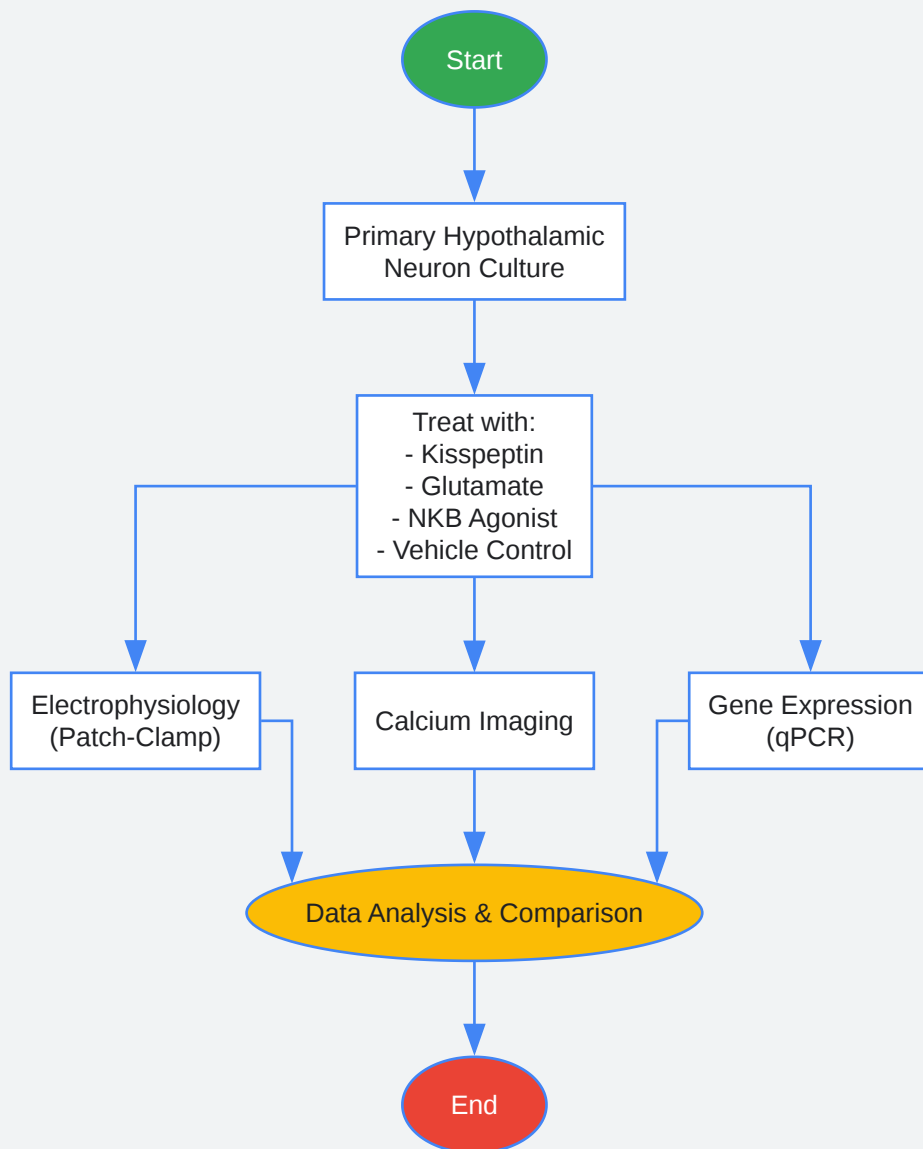 Start
Primary Hypothalamic
Neuron Culture
Treat with:
- Kisspeptin
- Glutamate
- NKB Agonist
- Vehicle Control
Electrophysiology
(Patch-Clamp)
Calcium Imaging
Gene Expression
(qPCR)
Data Analysis & Comparison
End